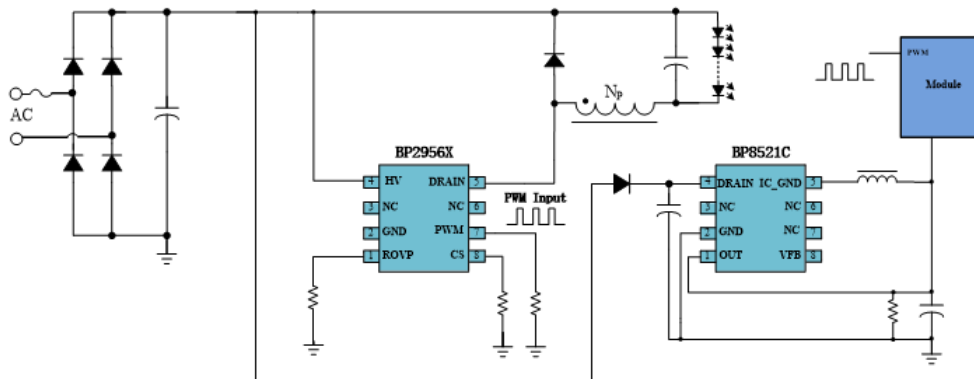 PWM
Module
AC
Np
BP2956X
4 HV DRAIN 5
3 NC NC 6
2 GND PWM 7
1 ROVP CS 8
PWM Input
BP8521C
4 DRAIN IC_GND 5
3 NC NC 6
2 GND NC 7
1 OUT VFB 8